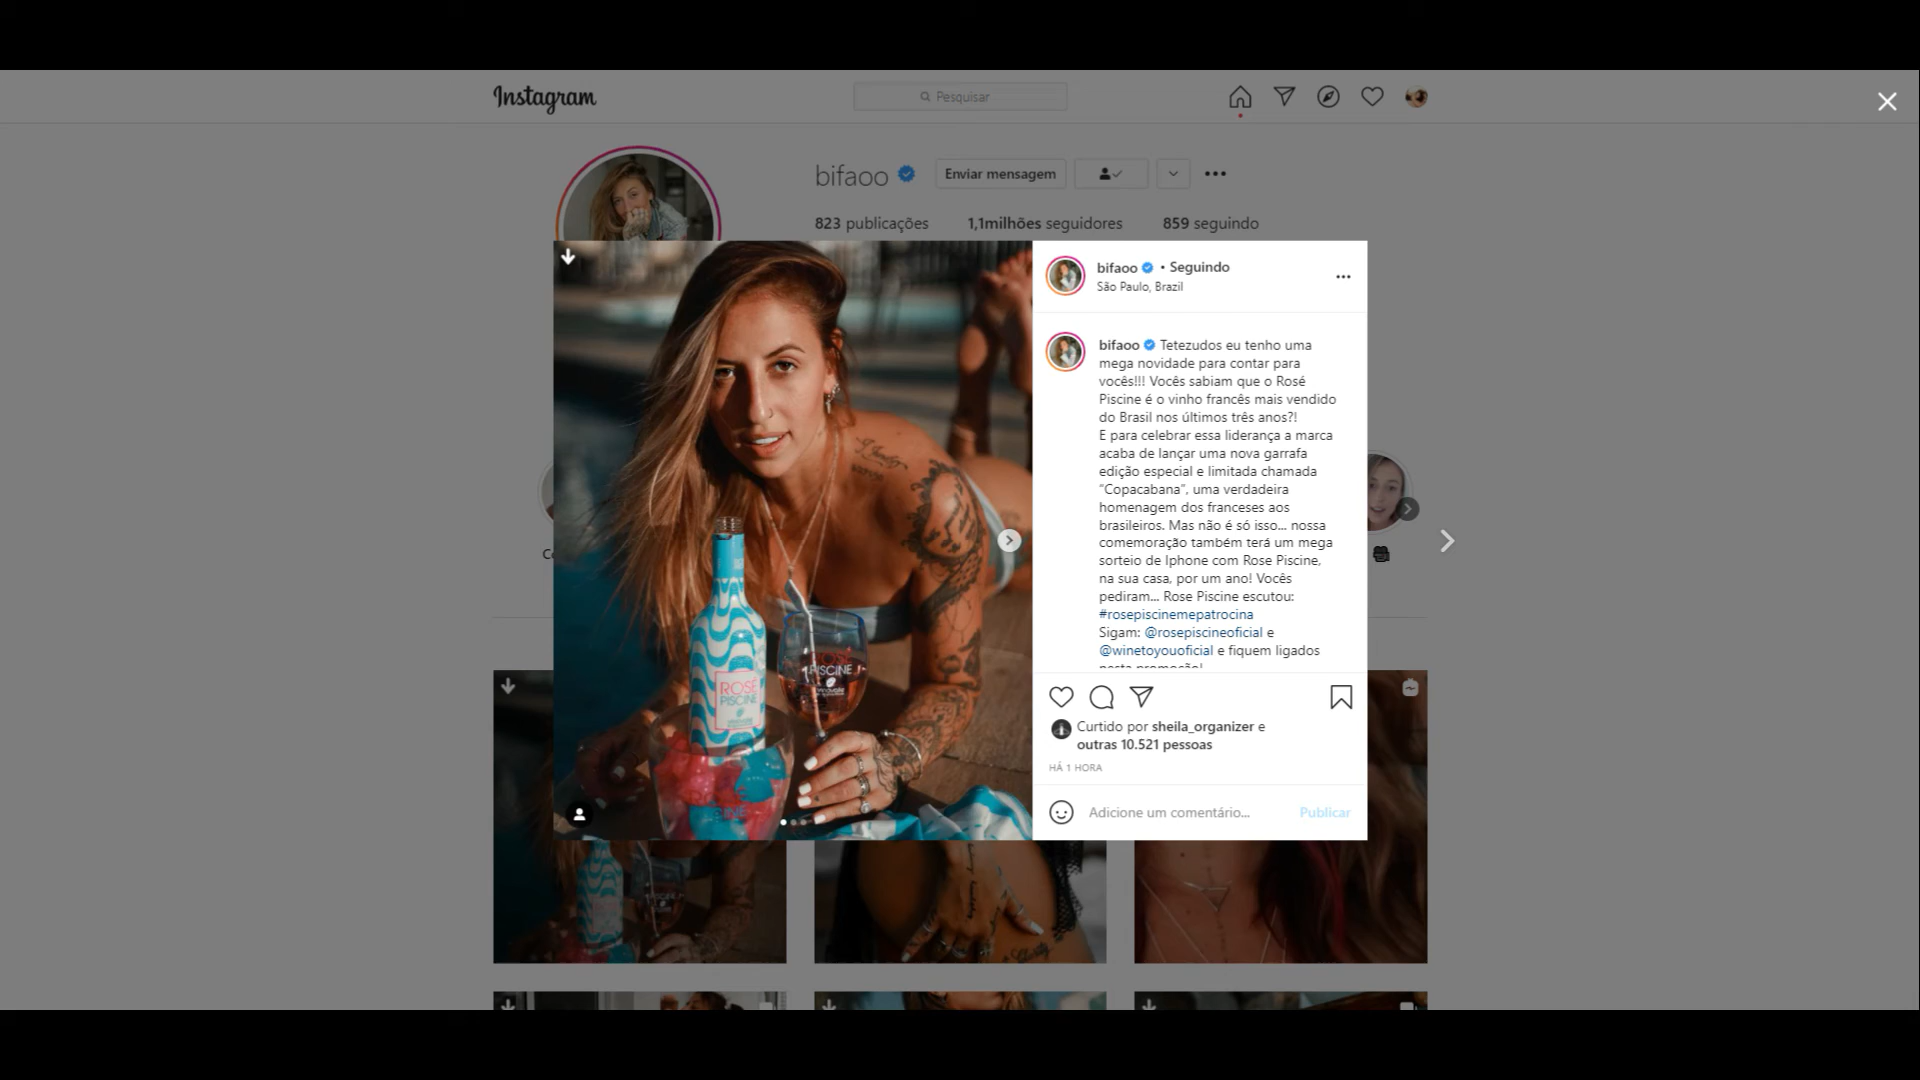 Instagram
Pesquisar
bifaoo
Enviar mensagem
823 publicações 1,1milhões seguidores 859 seguindo
bifaoo • Seguindo
São Paulo, Brazil
bifaoo Tetezudos eu tenho uma
mega novidade para contar para
vocês!!! Vocês sabiam que o Rosé
Piscine é o vinho francês mais vendido
do Brasil nos últimos três anos?!
E para celebrar essa liderança a marca
acaba de lançar uma nova garrafa
edição especial e limitada chamada
“Copacabana”, uma verdadeira
homenagem dos franceses aos
brasileiros. Mas não é só isso... nossa
comemoração também terá um mega
sorteio de Iphone com Rose Piscine,
na sua casa, por um ano! Vocês
pediram... Rose Piscine escutou:
#rosepiscinemepatrocina
Sigam: @rosepiscineoficial e
@winetoyouoficial e fiquem ligados
nesta promoção!
Curtido por sheila_organizer e
outras 10.521 pessoas
HÁ 1 HORA
Adicione um comentário...
Publicar
ROSÉ
PISCINE
ROSÉ
PISCINE